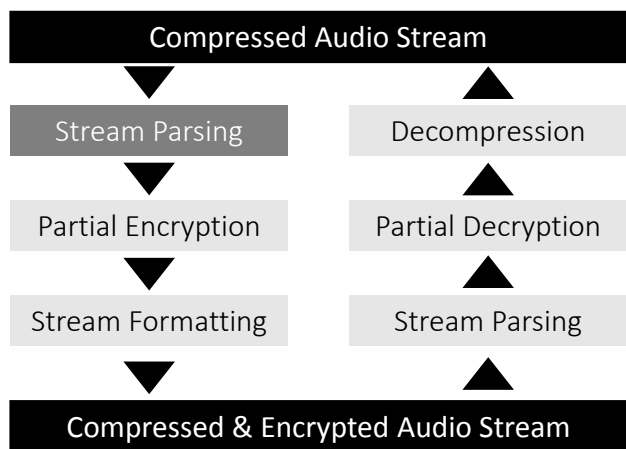 Compressed Audio Stream
Stream Parsing
Decompression
Partial Encryption
Partial Decryption
Stream Formatting
Stream Parsing
Compressed & Encrypted Audio Stream